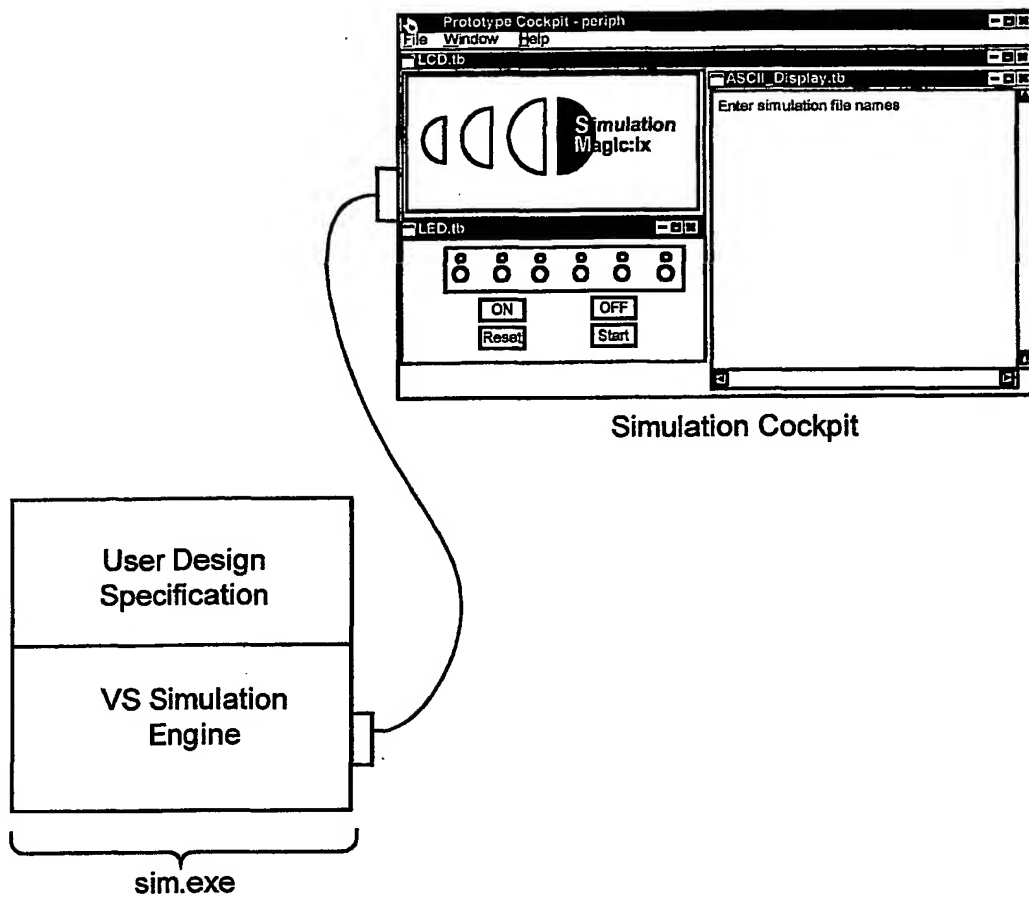 Prototype Cockpit - periph
File Window Help
LCD.tb
Simulation
Magic:ix
ASCII_Display.tb
Enter simulation file names
LED.tb
ON OFF
Reset Start
Simulation Cockpit
User Design
Specification
VS Simulation
Engine
sim.exe